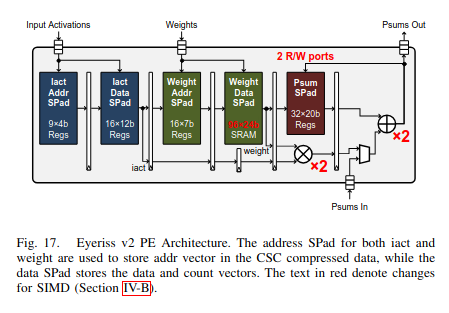 Input Activations
Weights
Psums Out
2 R/W ports
Iact
Addr
SPad
9×4b
Regs
Iact
Data
SPad
16×12b
Regs
Weight
Addr
SPad
16×7b
Regs
Weight
Data
SPad
SRAM
Psum
SPad
32×20b
Regs
×2
weight
iact
×2
Psums In
Fig. 17. Eyeriss v2 PE Architecture. The address SPad for both iact and
weight are used to store addr vector in the CSC compressed data, while the
data SPad stores the data and count vectors. The text in red denote changes
for SIMD (Section IV-B).